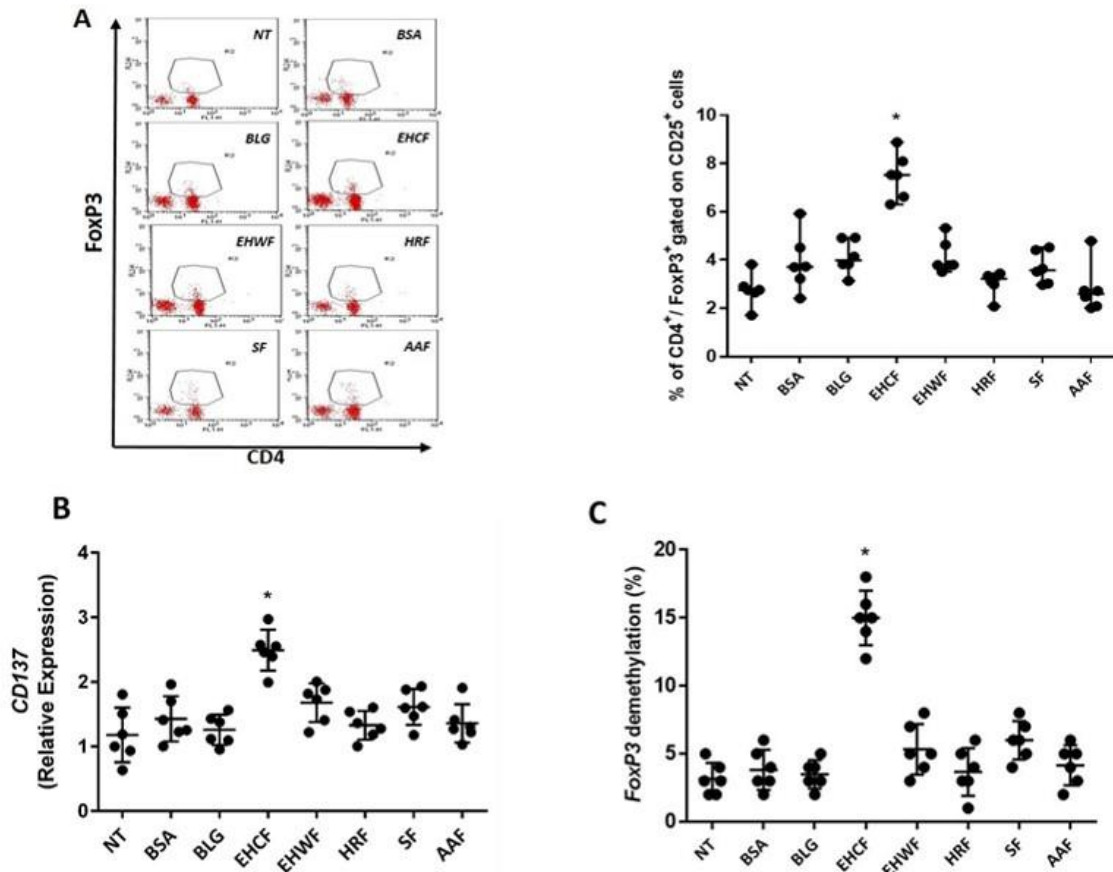 A
NT
BSA
BLG
EHCF
EHWF
HRF
SF
AAF
FoxP3
CD4
% of CD4+/ FoxP3+ gated on CD25+ cells
10
8
6
4
2
0
*
NT BSA BLG EHCF EHWF HRF SF AAF
B
CD137
(Relative Expression)
4
3
2
1
0
*
NT BSA BLG EHCF EHWF HRF SF AAF
C
FoxP3 demethylation (%)
20
15
10
5
0
*
NT BSA BLG EHCF EHWF HRF SF AAF